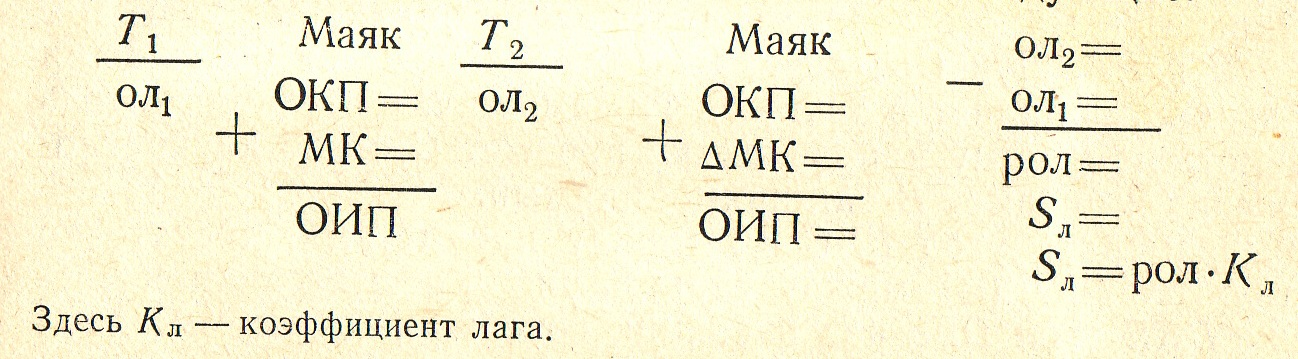 T₁ Маяк T₂ Маяк ол₂=
ол₁ + ОКП= ол₂ + ОКП= − ол₁=
МК= ΔМК= рол=
ОИП ОИП= Sл=
Sл=рол·Kл
Здесь Kл — коэффициент лага.